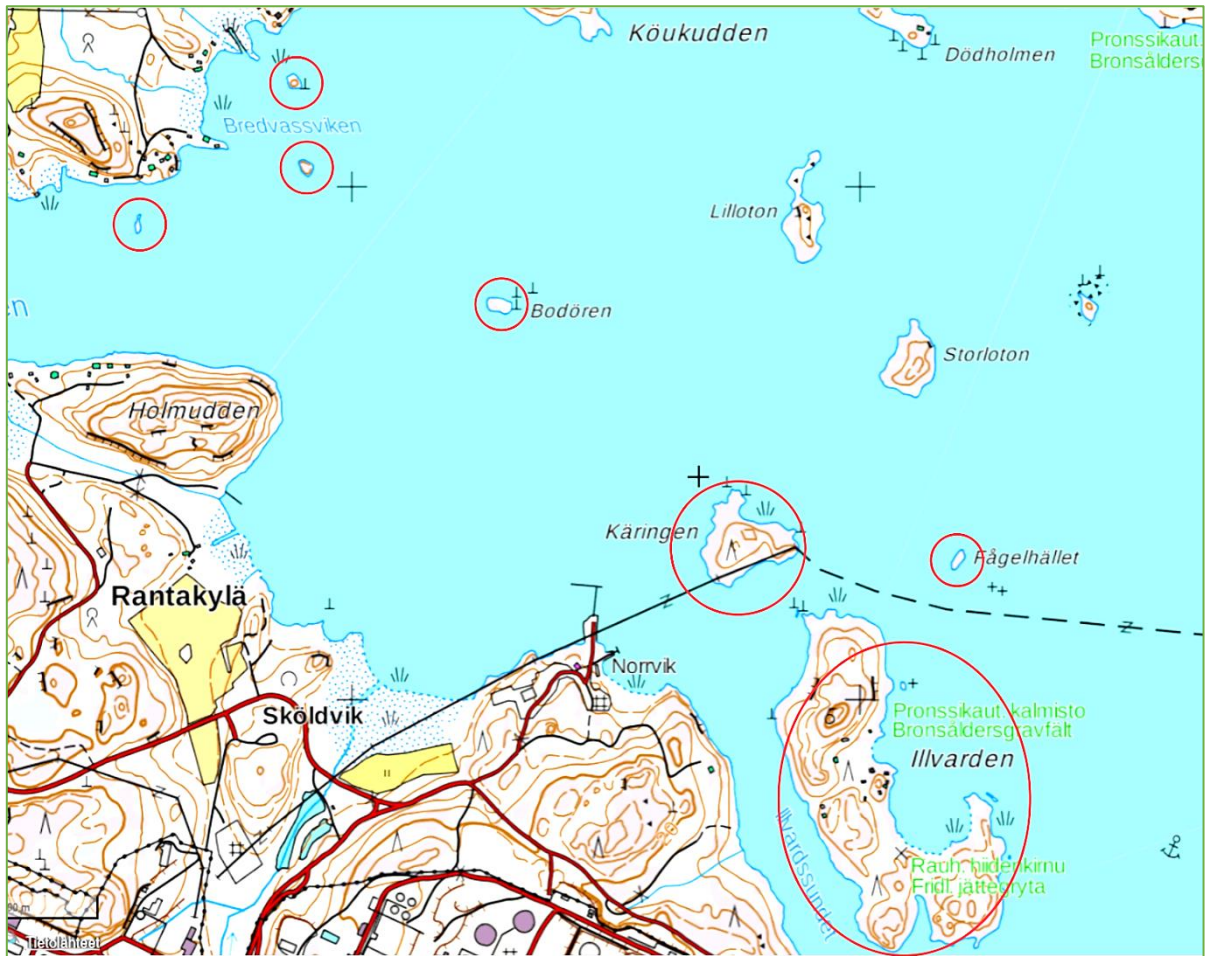 Köukudden
Dödholmen
Pronssikaut.
Bronsålders
Bredvassviken
Lilloton
Bodören
Storloton
Holmudden
Käringen
Fågelhället
Rantakylä
Norrvik
Sköldvik
Pronssikaut. kalmisto
Bronsåldersgravfält
Illvarden
Illvardssundet
Rauh. hiidenkirnu
Fridl. jättegryta
Tietolähteet